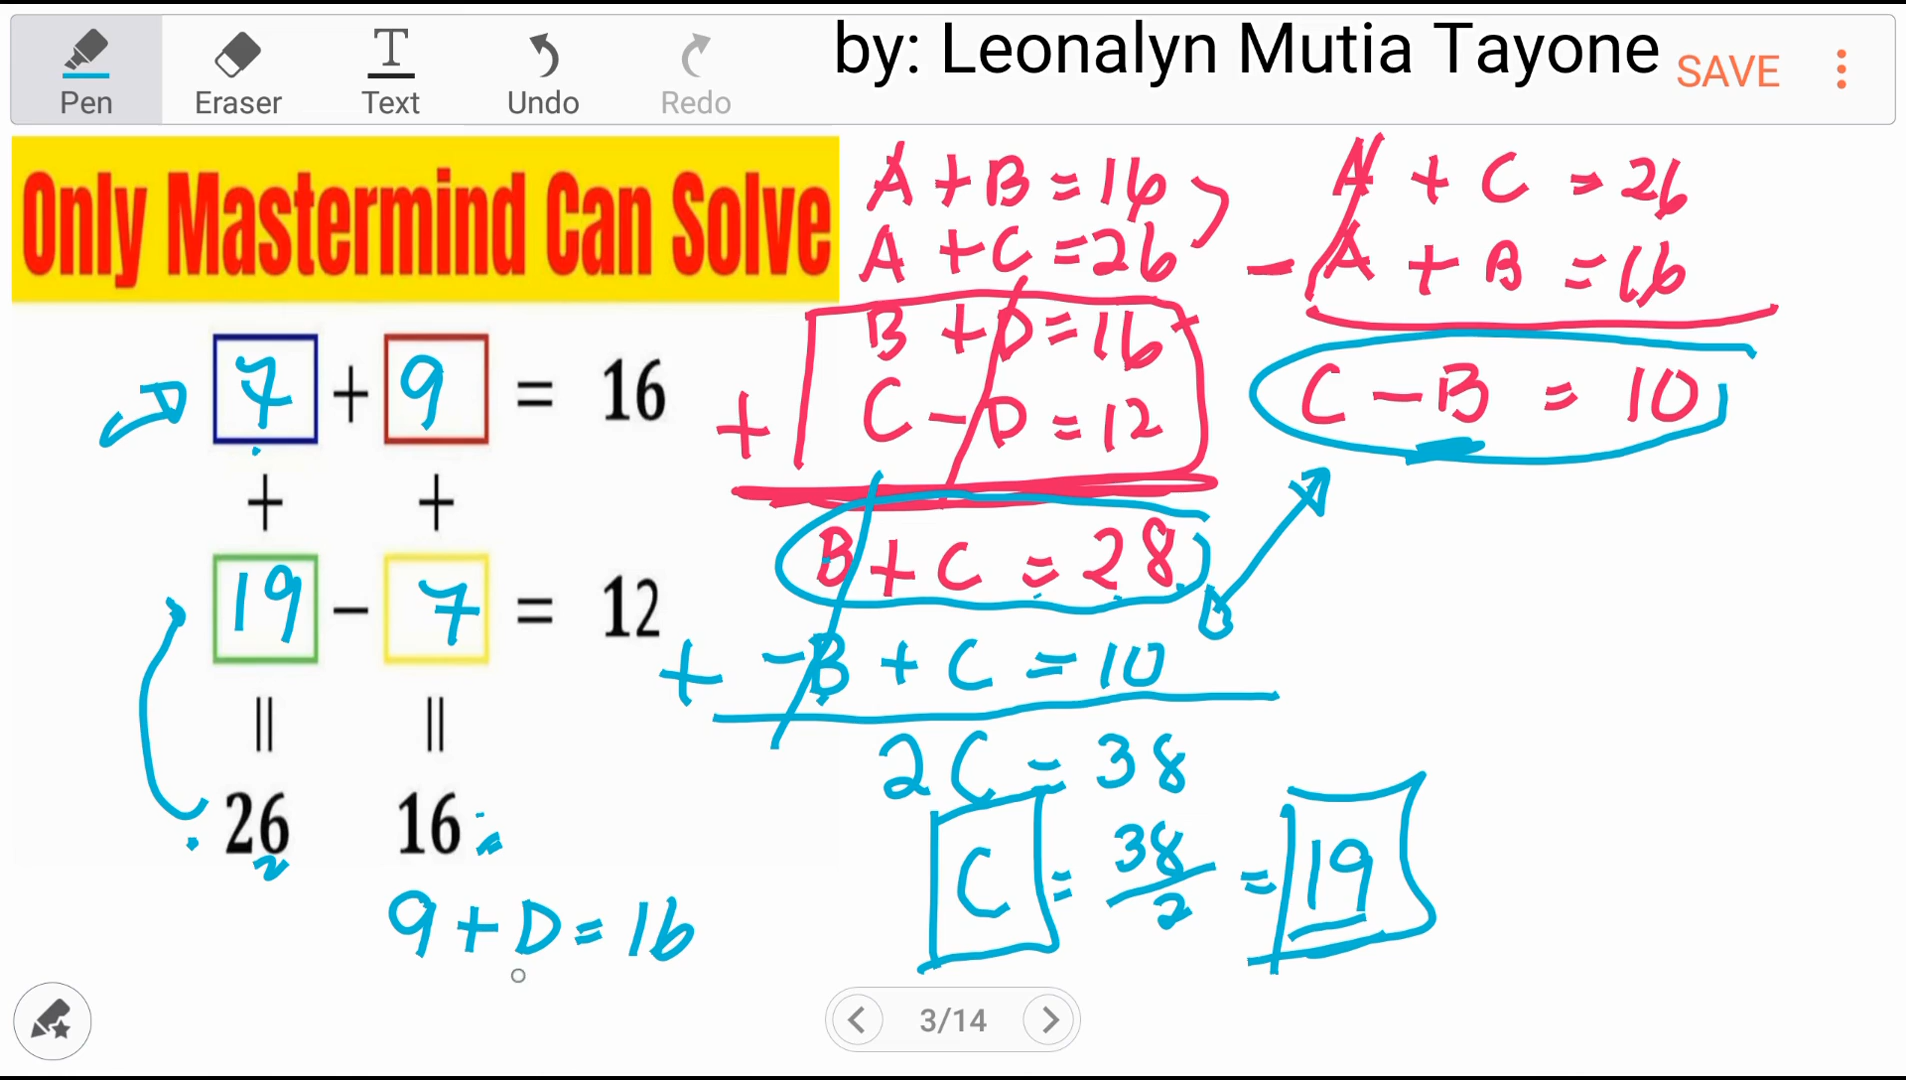 Pen Eraser Text Undo Redo by: Leonalyn Mutia Tayone SAVE
Only Mastermind Can Solve
7 + 9 = 16
+ +
19 - 7 = 12
= =
26 16
9 + D = 16
A + B = 16
A + C = 26
B + D = 16
+ C - D = 12
B + C = 28
+ -B + C = 10
2C = 38
C = 38/2 = 19
A + C = 26
- A + B = 16
C - B = 10
3/14